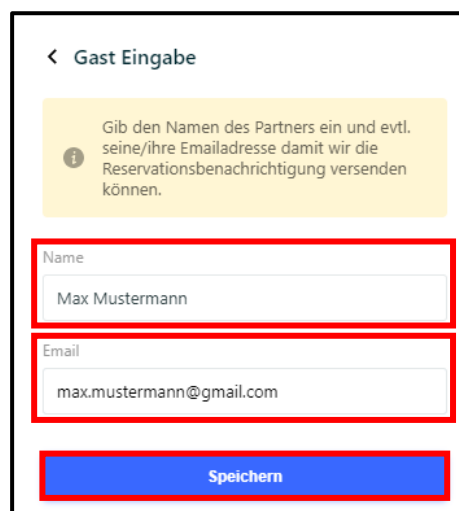 Gast Eingabe
Gib den Namen des Partners ein und evtl.
seine/ihre Emailadresse damit wir die
Reservationsbenachrichtigung versenden
können.
Name
Max Mustermann
Email
max.mustermann@gmail.com
Speichern